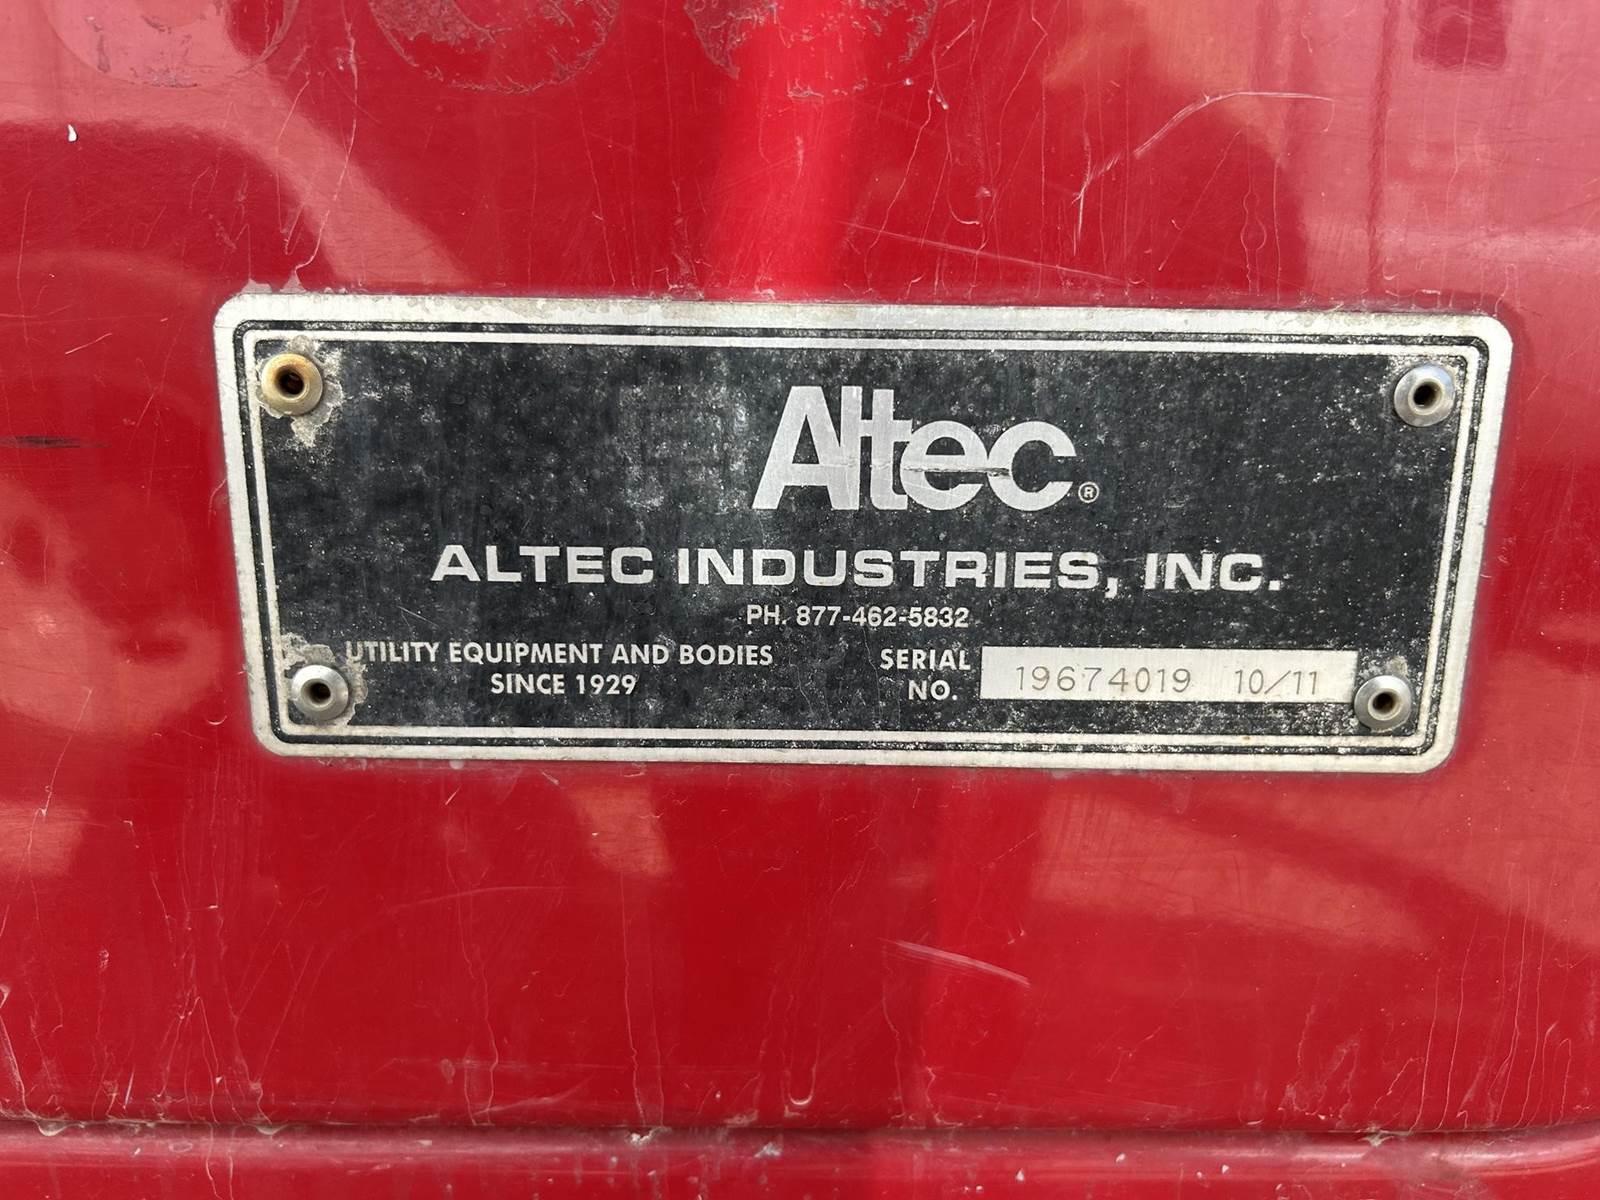 Altec®
ALTEC INDUSTRIES, INC.
PH. 877-462-5832
UTILITY EQUIPMENT AND BODIES
SINCE 1929
SERIAL
NO.
19674019 10/11